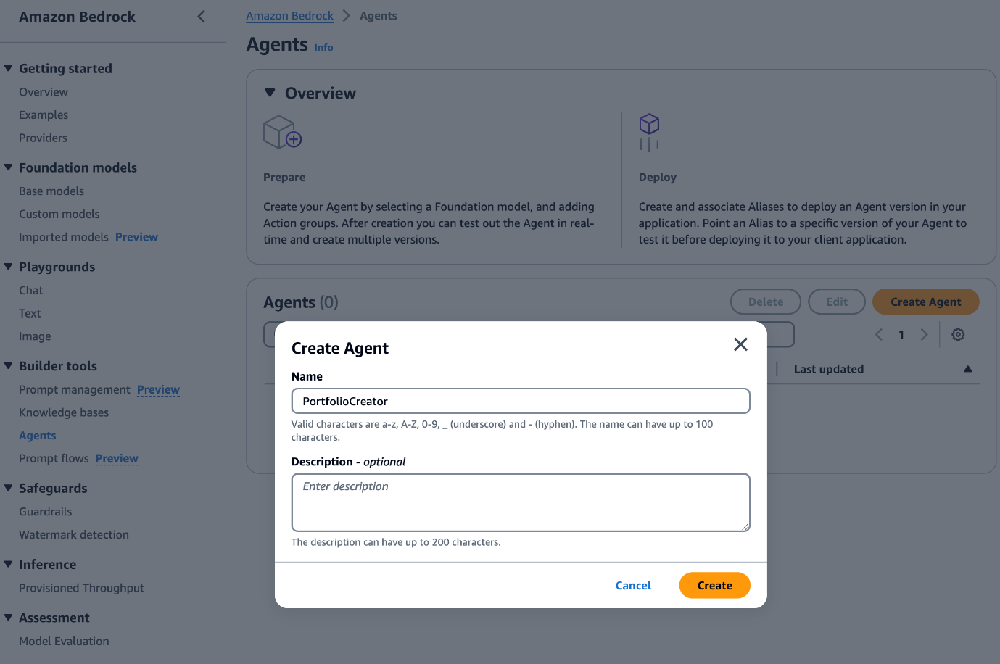 Amazon Bedrock
Getting started
Overview
Examples
Providers
Foundation models
Base models
Custom models
Imported models Preview
Playgrounds
Chat
Text
Image
Builder tools
Prompt management Preview
Knowledge bases
Agents
Prompt flows Preview
Safeguards
Guardrails
Watermark detection
Inference
Provisioned Throughput
Assessment
Model Evaluation
Amazon Bedrock > Agents
Agents Info
Overview
Prepare
Create your Agent by selecting a Foundation model, and adding
Action groups. After creation you can test out the Agent in real-
time and create multiple versions.
Deploy
Create and associate Aliases to deploy an Agent version in your
application. Point an Alias to a specific version of your Agent to
test it before deploying it to your client application.
Agents (0)
Delete Edit Create Agent
1
Last updated
Create Agent
Name
PortfolioCreator
Valid characters are a-z, A-Z, 0-9, _ (underscore) and - (hyphen). The name can have up to 100
characters.
Description - optional
Enter description
The description can have up to 200 characters.
Cancel Create